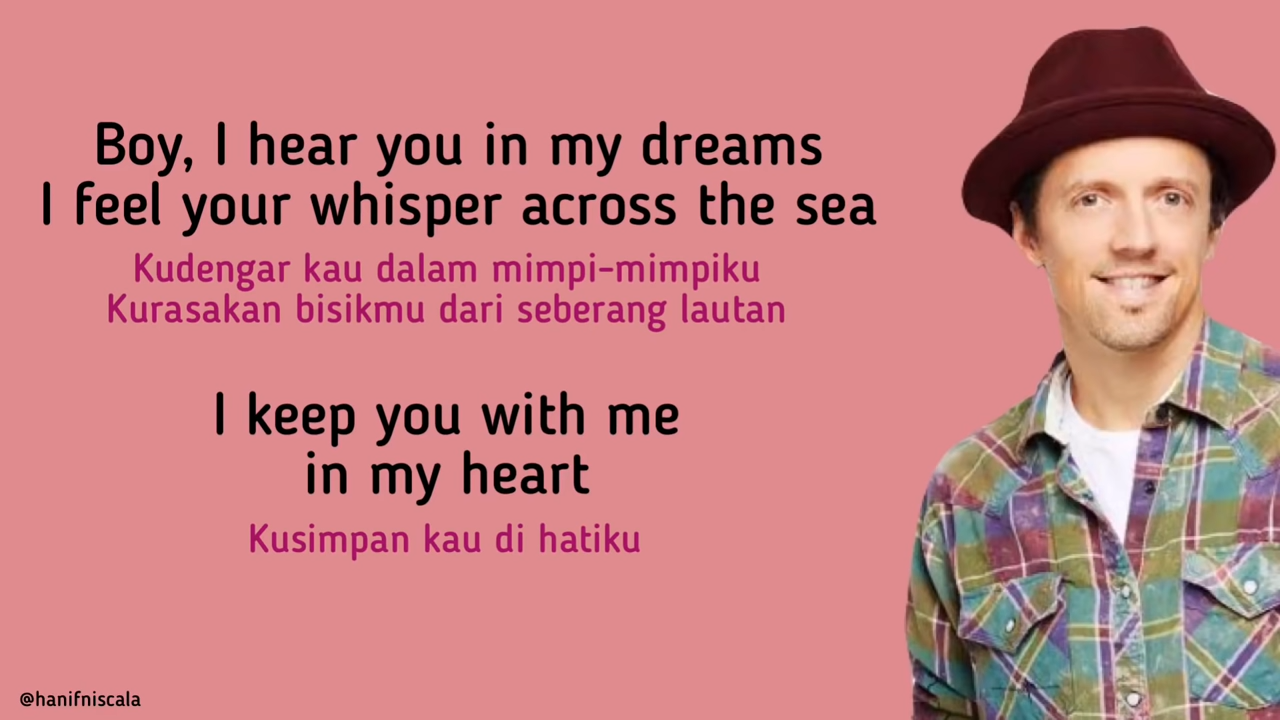 Boy, I hear you in my dreams
I feel your whisper across the sea
Kudengar kau dalam mimpi-mimpiku
Kurasakan bisikmu dari seberang lautan
I keep you with me
in my heart
Kusimpan kau di hatiku
@hanifniscala